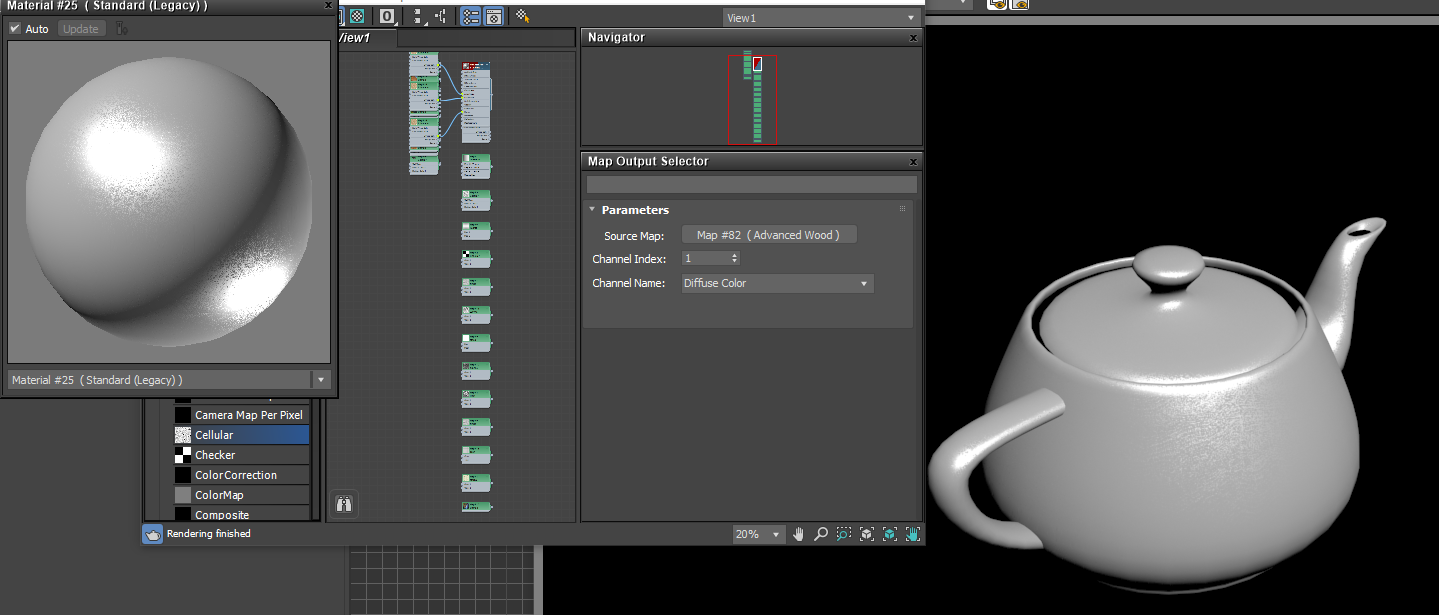 Material #25 ( Standard (Legacy) )
x
Auto
Update
0
View1
View1
Navigator
x
Map Output Selector
x
Parameters
Source Map:
Map #82 ( Advanced Wood )
Channel Index:
1
Channel Name:
Diffuse Color
Material #25 ( Standard (Legacy) )
Camera Map Per Pixel
Cellular
Checker
ColorCorrection
ColorMap
Composite
Rendering finished
20%